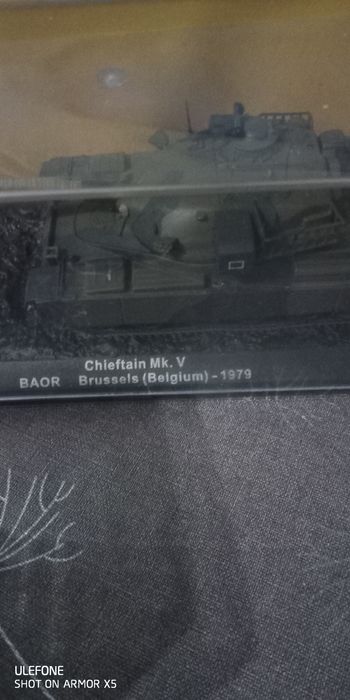 Chieftain Mk. V
BAOR Brussels (Belgium) - 1979
ULEFONE
SHOT ON ARMOR X5